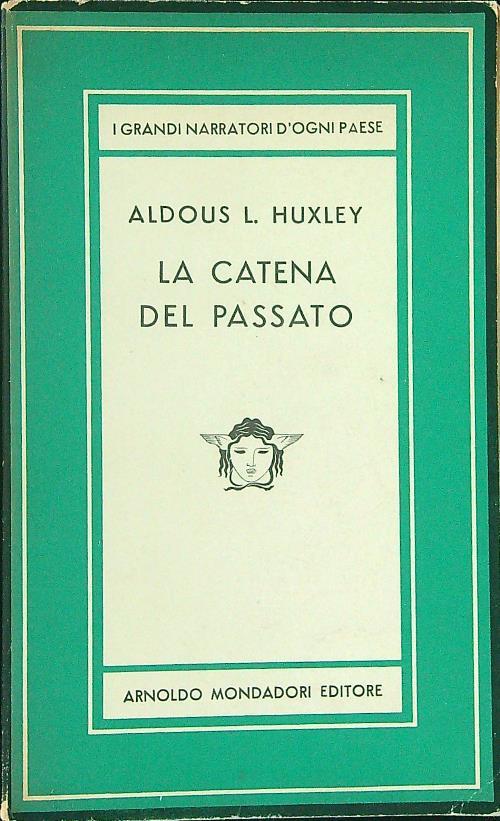 I GRANDI NARRATORI D'OGNI PAESE
ALDOUS L. HUXLEY
LA CATENA
DEL PASSATO
ARNOLDO MONDADORI EDITORE